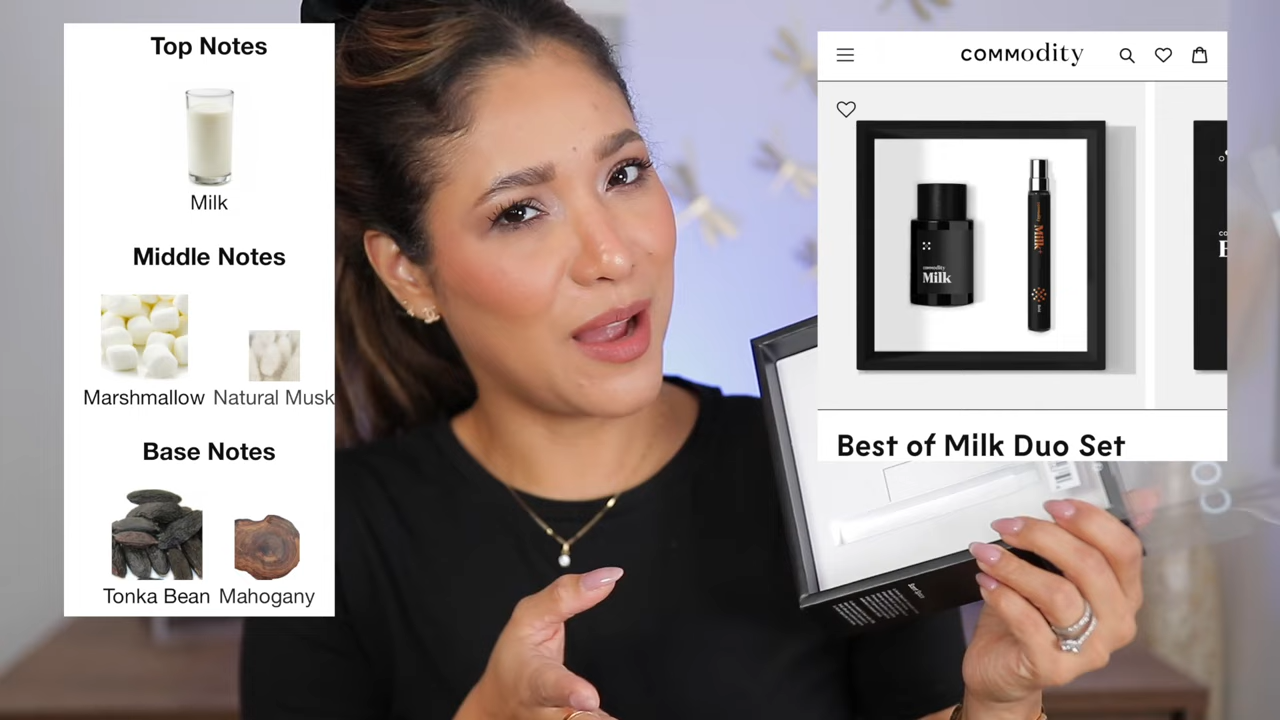 Top Notes
Milk
Middle Notes
Marshmallow Natural Musk
Base Notes
Tonka Bean Mahogany
COMModity
commodity
Milk
commodity
Milk
Best of Milk Duo Set